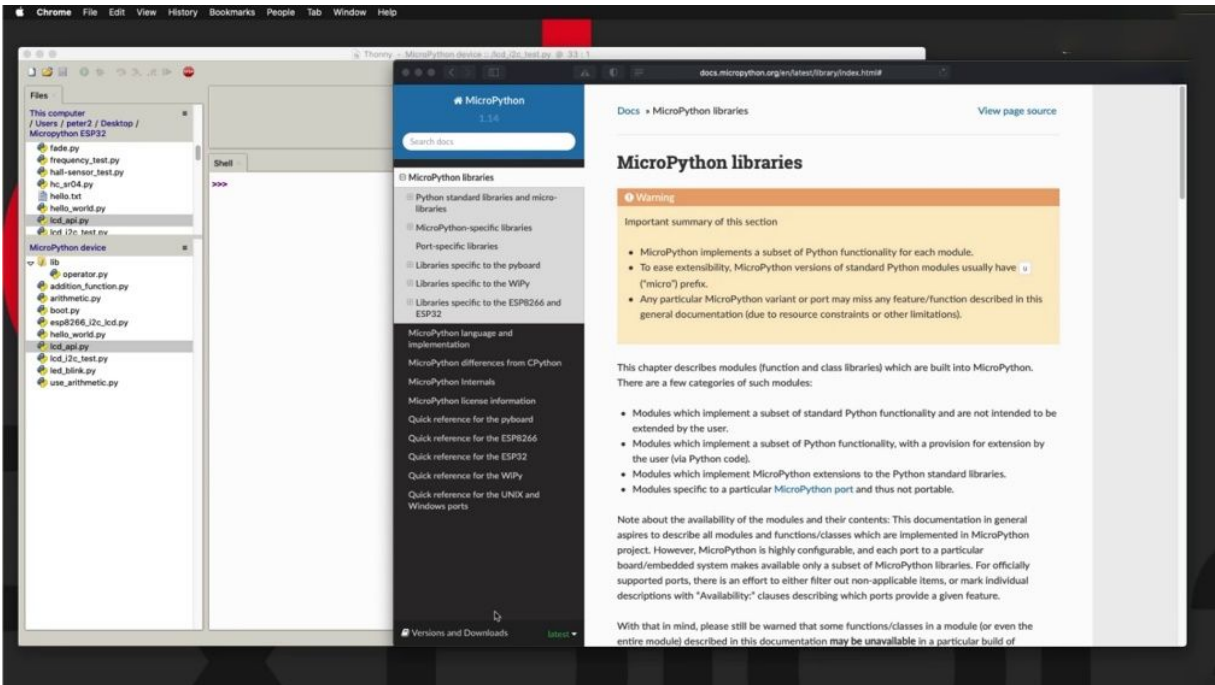 Chrome File Edit View History Bookmarks People Tab Window Help
Thonny - MicroPython device :: /lcd_i2c_test.py @ 33 : 1
Files
This computer
/ Users / peter2 / Desktop /
Micropython ESP32
fade.py
frequency_test.py
hall-sensor_test.py
hc_sr04.py
hello.txt
hello_world.py
lcd_api.py
lcd_i2c_test.py
MicroPython device
lib
operator.py
addition_function.py
arithmetic.py
boot.py
esp8266_i2c_lcd.py
hello_world.py
lcd_api.py
lcd_i2c_test.py
led_blink.py
use_arithmetic.py
Shell
>>>
docs.micropython.org/en/latest/library/index.html#
MicroPython
1.14
Search docs
MicroPython libraries
Python standard libraries and micro-
libraries
MicroPython-specific libraries
Port-specific libraries
Libraries specific to the pyboard
Libraries specific to the WiPy
Libraries specific to the ESP8266 and
ESP32
MicroPython language and
implementation
MicroPython differences from CPython
MicroPython Internals
MicroPython license information
Quick reference for the pyboard
Quick reference for the ESP8266
Quick reference for the ESP32
Quick reference for the WiPy
Quick reference for the UNIX and
Windows ports
Versions and Downloads latest
Docs » MicroPython libraries View page source
MicroPython libraries
Warning
Important summary of this section
• MicroPython implements a subset of Python functionality for each module.
• To ease extensibility, MicroPython versions of standard Python modules usually have u
("micro") prefix.
• Any particular MicroPython variant or port may miss any feature/function described in this
general documentation (due to resource constraints or other limitations).
This chapter describes modules (function and class libraries) which are built into MicroPython.
There are a few categories of such modules:
• Modules which implement a subset of standard Python functionality and are not intended to be
extended by the user.
• Modules which implement a subset of Python functionality, with a provision for extension by
the user (via Python code).
• Modules which implement MicroPython extensions to the Python standard libraries.
• Modules specific to a particular MicroPython port and thus not portable.
Note about the availability of the modules and their contents: This documentation in general
aspires to describe all modules and functions/classes which are implemented in MicroPython
project. However, MicroPython is highly configurable, and each port to a particular
board/embedded system makes available only a subset of MicroPython libraries. For officially
supported ports, there is an effort to either filter out non-applicable items, or mark individual
descriptions with "Availability:" clauses describing which ports provide a given feature.
With that in mind, please still be warned that some functions/classes in a module (or even the
entire module) described in this documentation may be unavailable in a particular build of